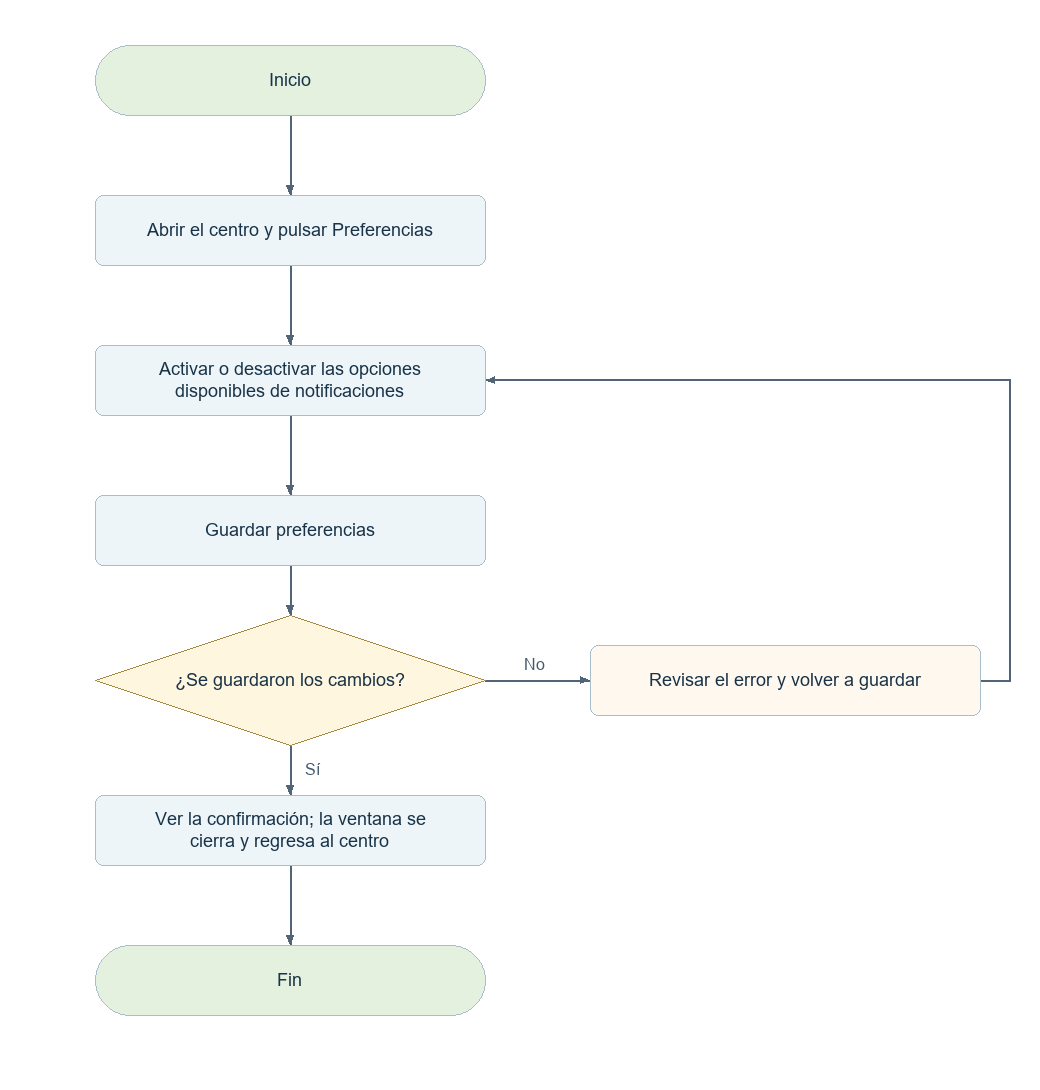 Inicio
Abrir el centro y pulsar Preferencias
Activar o desactivar las opciones
disponibles de notificaciones
Guardar preferencias
¿Se guardaron los cambios?
No
Revisar el error y volver a guardar
Sí
Ver la confirmación; la ventana se
cierra y regresa al centro
Fin